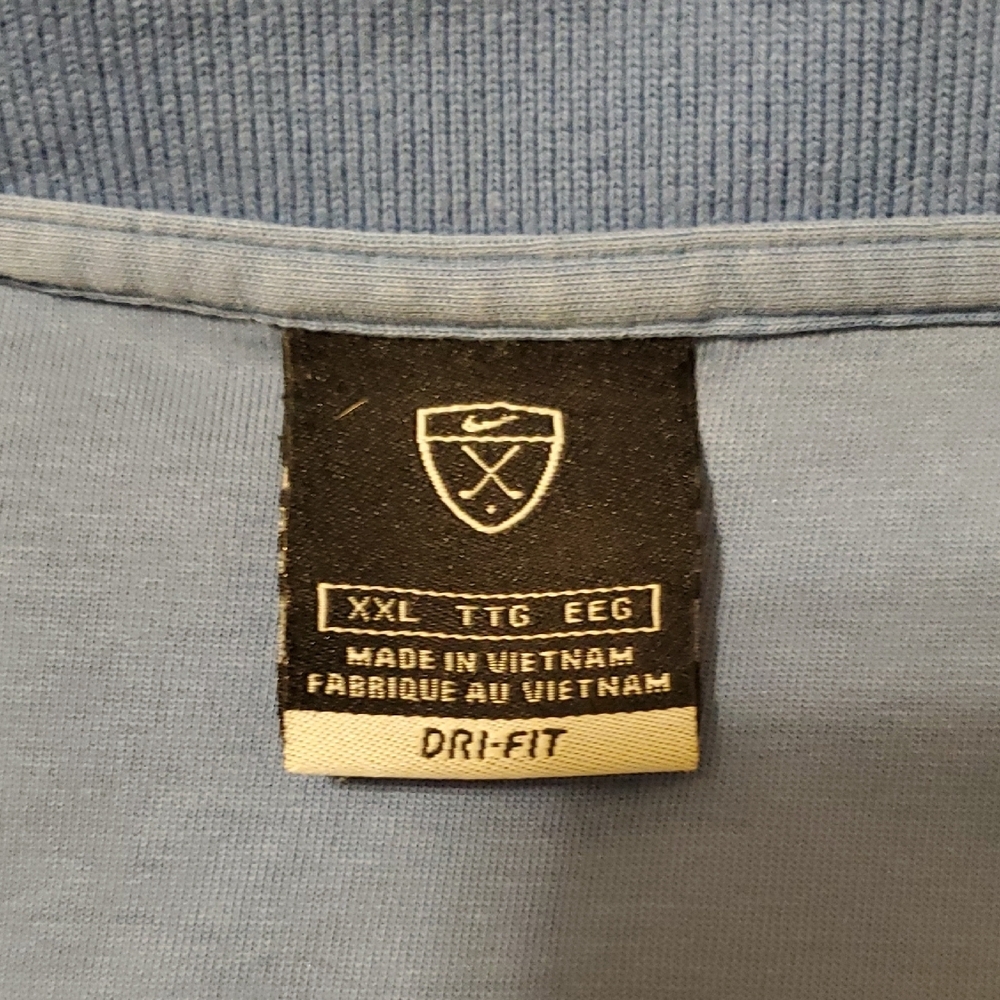 XXL TTG EEG
MADE IN VIETNAM
FABRIQUE AU VIETNAM
DRI-FIT